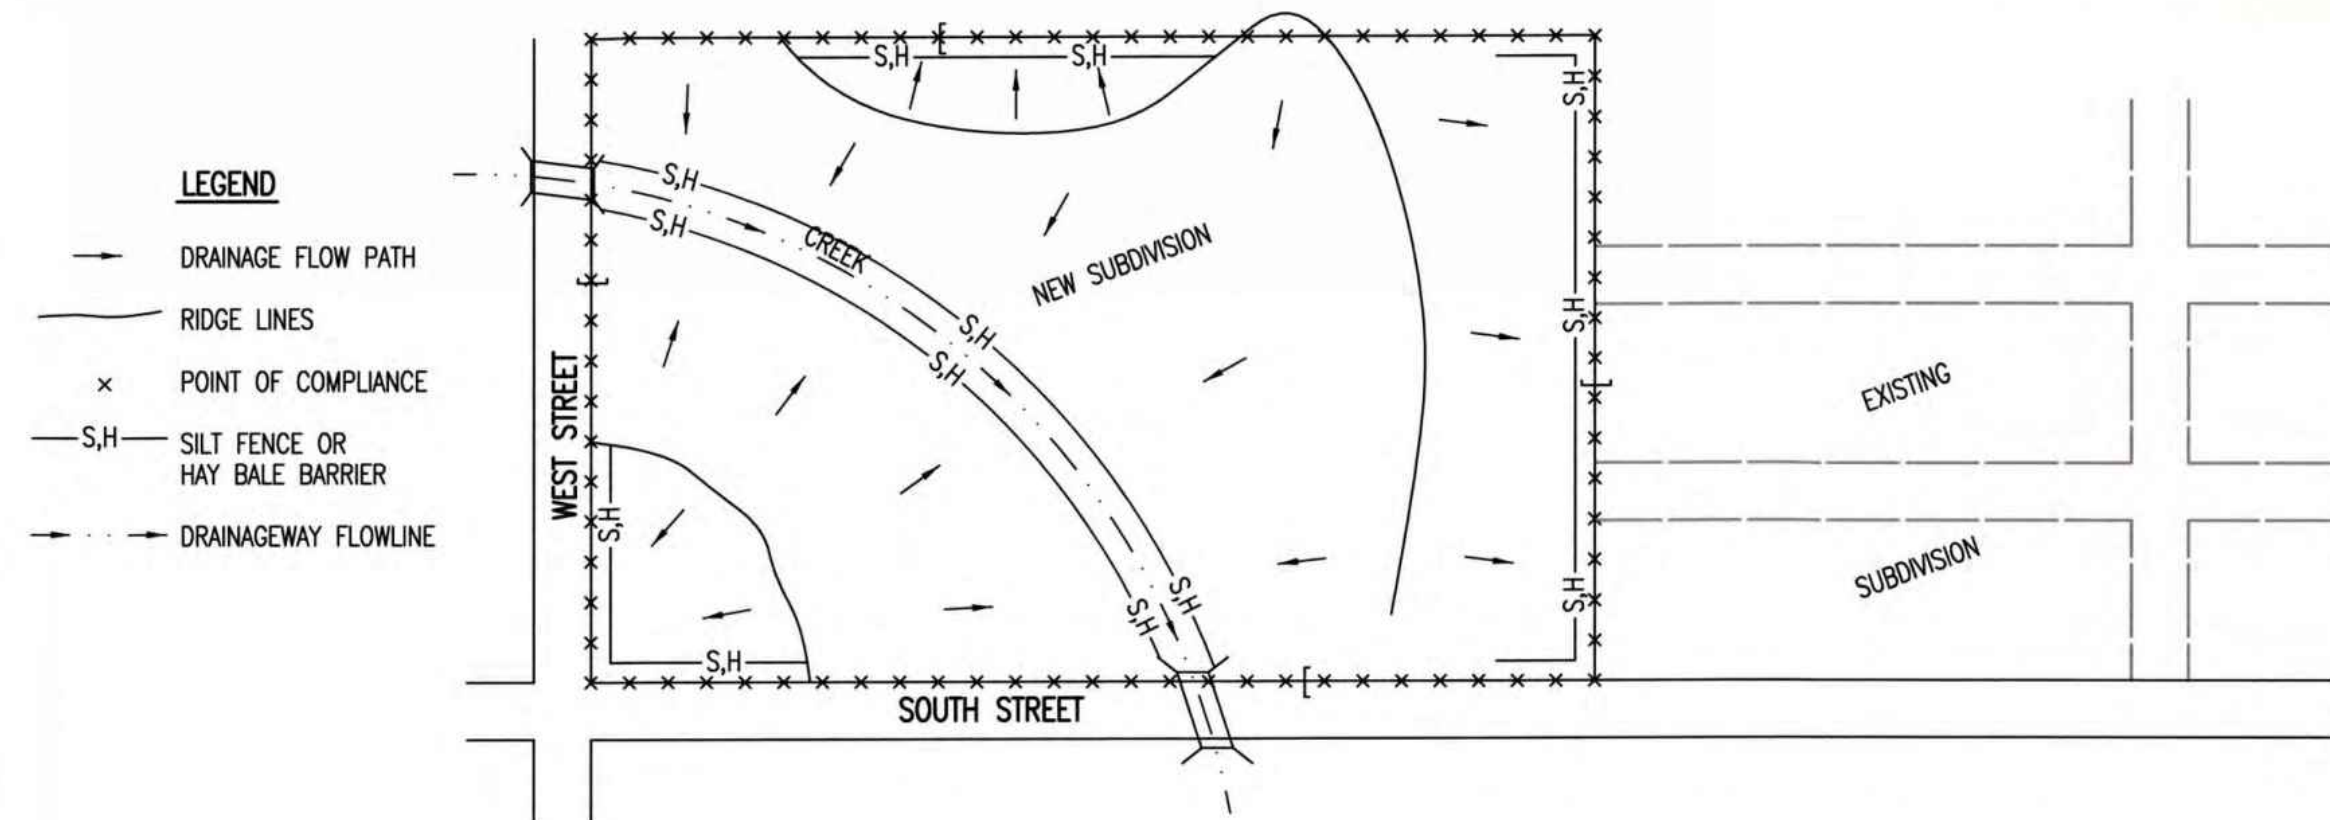 LEGEND
DRAINAGE FLOW PATH
RIDGE LINES
POINT OF COMPLIANCE
S,H
SILT FENCE OR
HAY BALE BARRIER
DRAINAGEWAY FLOWLINE
S,H
S,H
S,H
S,H
S,H
CREEK
NEW SUBDIVISION
S,H
S,H
S,H
WEST STREET
EXISTING
S,H
SUBDIVISION
S,H
S,H
S,H
S,H
SOUTH STREET